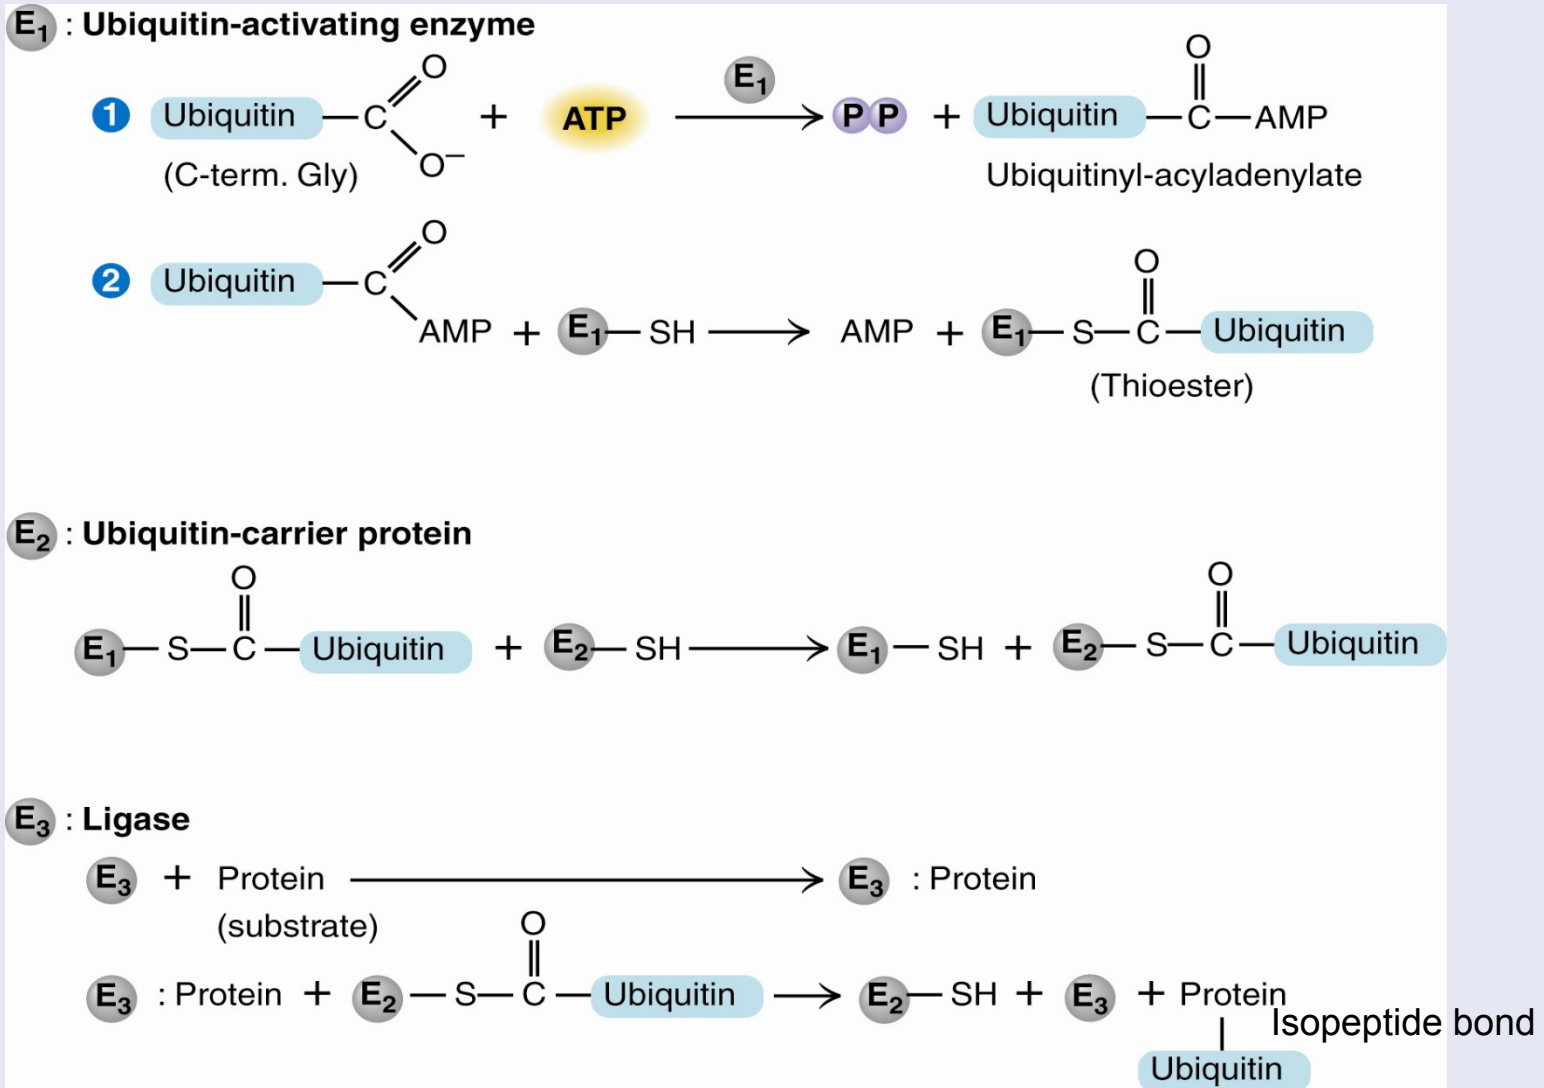 E₁ : Ubiquitin-activating enzyme
O
E₁
O
1 Ubiquitin C + ATP P P + Ubiquitin C AMP
(C-term. Gly) O⁻ Ubiquitinyl-acyladenylate
O
O
2 Ubiquitin C
AMP + E₁ SH AMP + E₁ S C Ubiquitin
(Thioester)
E₂ : Ubiquitin-carrier protein
O O
E₁ S C Ubiquitin + E₂ SH E₁ SH + E₂ S C Ubiquitin
E₃ : Ligase
E₃ + Protein E₃ : Protein
(substrate)
O
E₃ : Protein + E₂ S C Ubiquitin E₂ SH + E₃ + Protein
Isopeptide bond
Ubiquitin